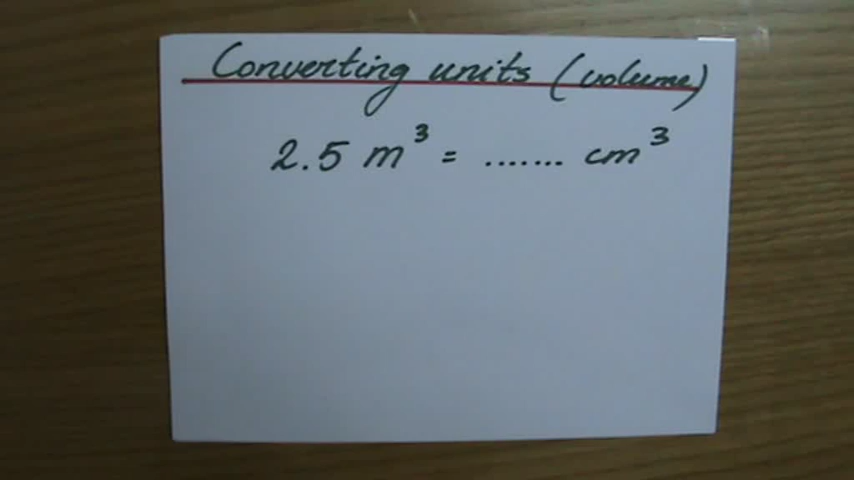 Converting units (volume)
2.5 m³ = ....... cm³